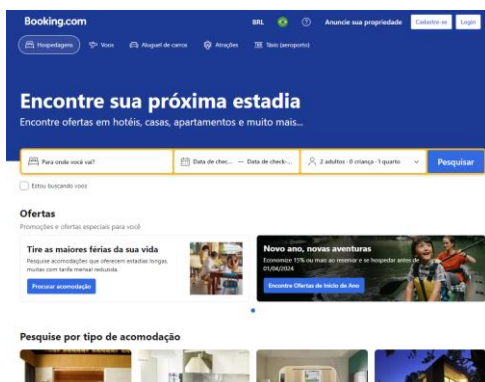 Booking.com
BRL
Anuncie sua propriedade
Cadastre-se
Login
Hospedagens
Voos
Aluguel de carros
Atrações
Táxis (aeroporto)
Encontre sua próxima estadia
Encontre ofertas em hotéis, casas, apartamentos e muito mais...
Para onde você vai?
Data de chec... — Data de check-...
2 adultos · 0 criança · 1 quarto
Pesquisar
Estou buscando voos
Ofertas
Promoções e ofertas especiais para você
Tire as maiores férias da sua vida
Pesquise acomodações que oferecem estadias longas,
muitas com tarifa mensal reduzida.
Procurar acomodação
Novo ano, novas aventuras
Economize 15% ou mais ao reservar e se hospedar antes de
01/04/2024
Encontre Ofertas de Início de Ano
Pesquise por tipo de acomodação